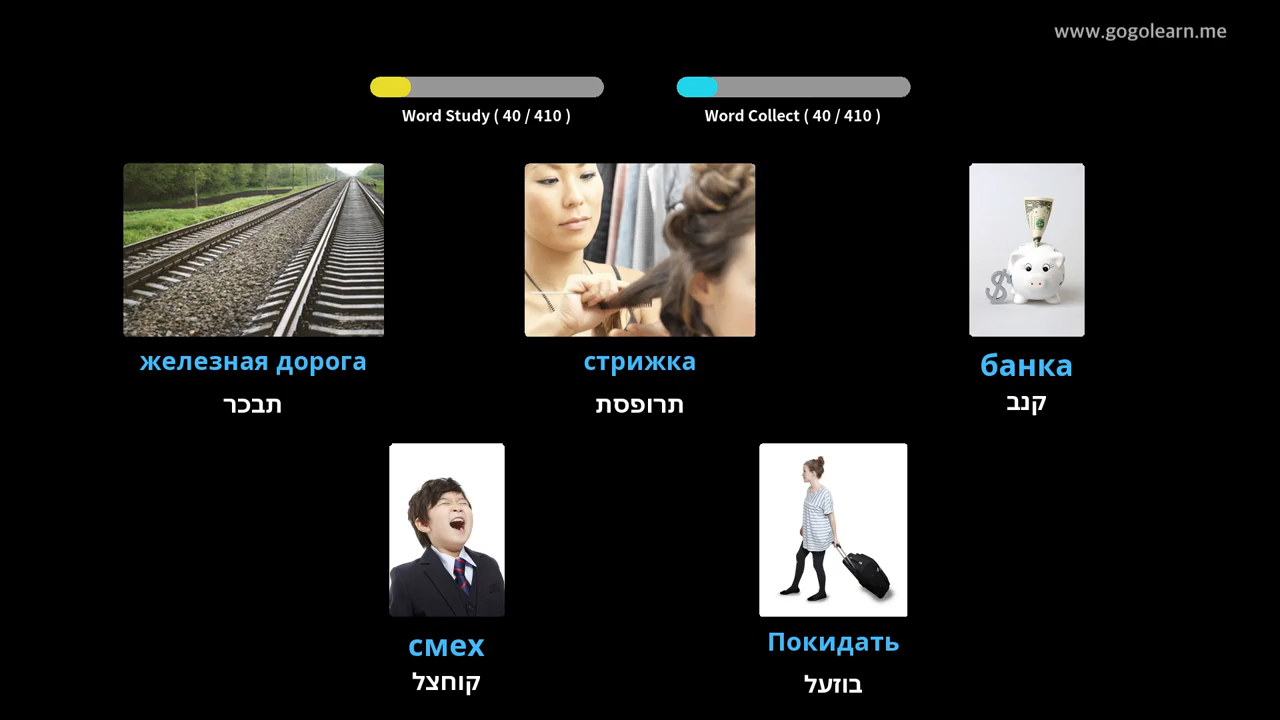 www.gogolearn.me
Word Study ( 40 / 410 )
Word Collect ( 40 / 410 )
железная дорога
תבכר
стрижка
תרופסת
банка
קנב
смех
קוחצל
Покидать
בוזעל